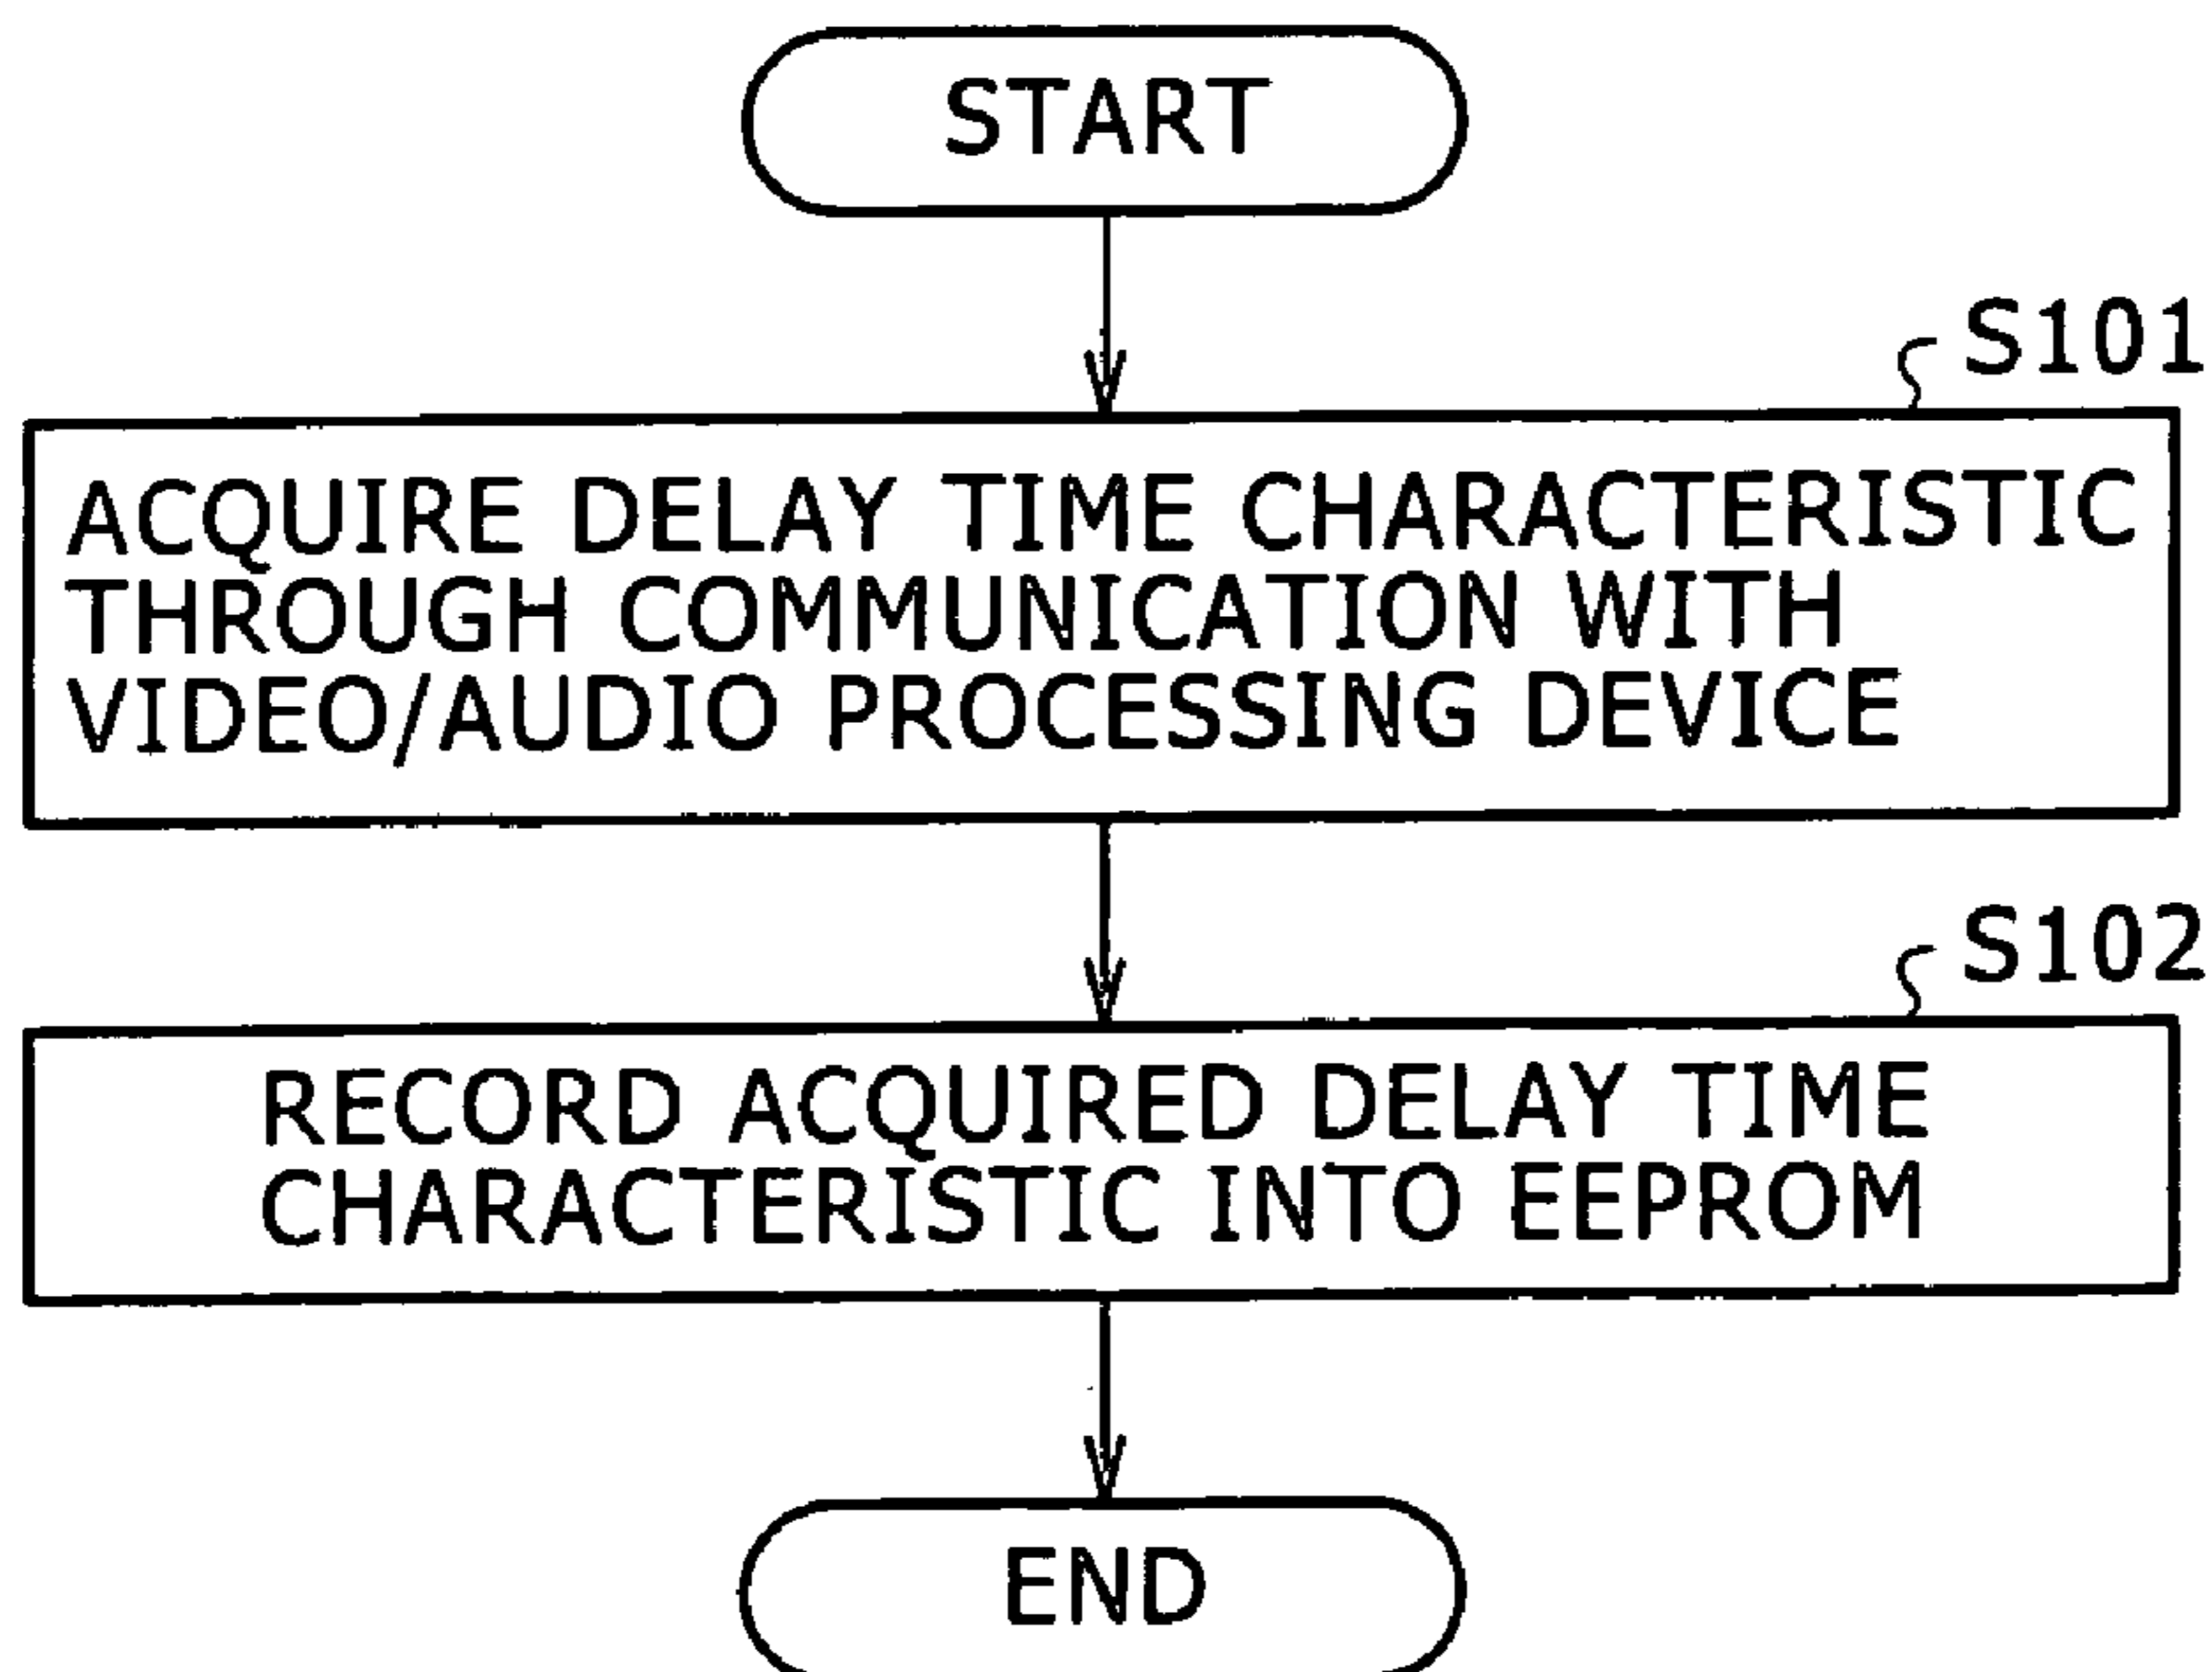 START
S101
ACQUIRE DELAY TIME CHARACTERISTIC
THROUGH COMMUNICATION WITH
VIDEO/AUDIO PROCESSING DEVICE
S102
RECORD ACQUIRED DELAY TIME
CHARACTERISTIC INTO EEPROM
END